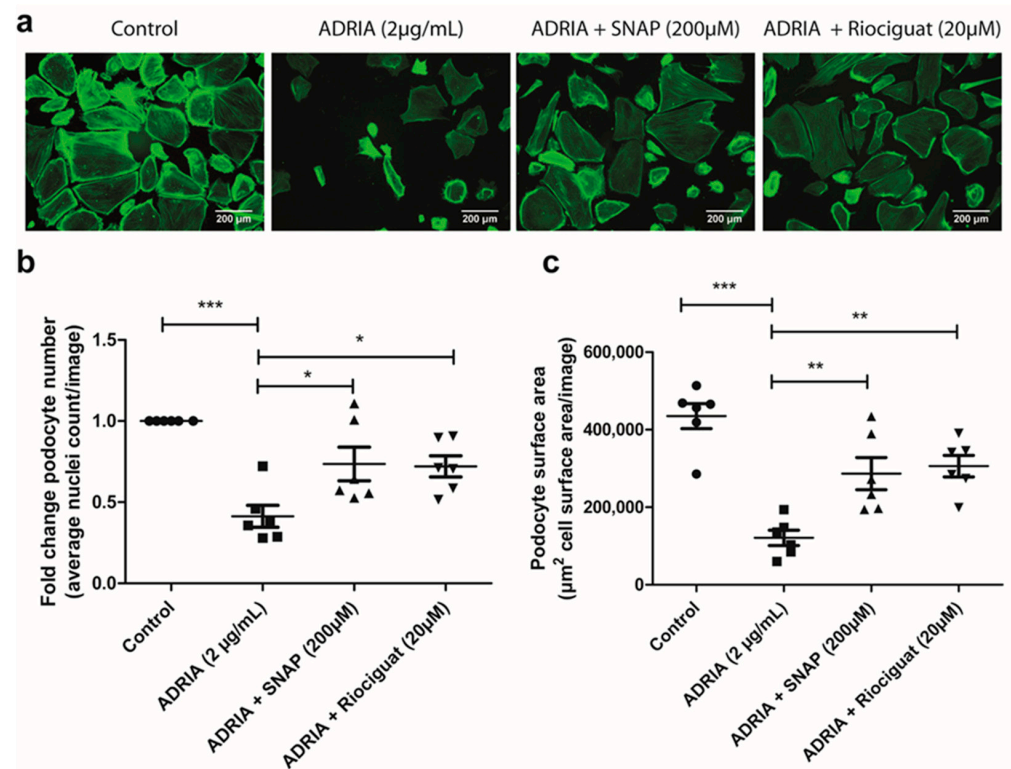 a
Control
ADRIA (2µg/mL)
ADRIA + SNAP (200µM)
ADRIA + Riociguat (20µM)
200 µm
200 µm
200 µm
200 µm
b
Fold change podocyte number
(average nuclei count/image)
***
*
*
1.5
1.0
0.5
0.0
Control
ADRIA (2 µg/mL)
ADRIA + SNAP (200µM)
ADRIA + Riociguat (20µM)
c
Podocyte surface area
(µm² cell surface area/image)
***
**
**
600,000
400,000
200,000
0
Control
ADRIA (2 µg/mL)
ADRIA + SNAP (200µM)
ADRIA + Riociguat (20µM)